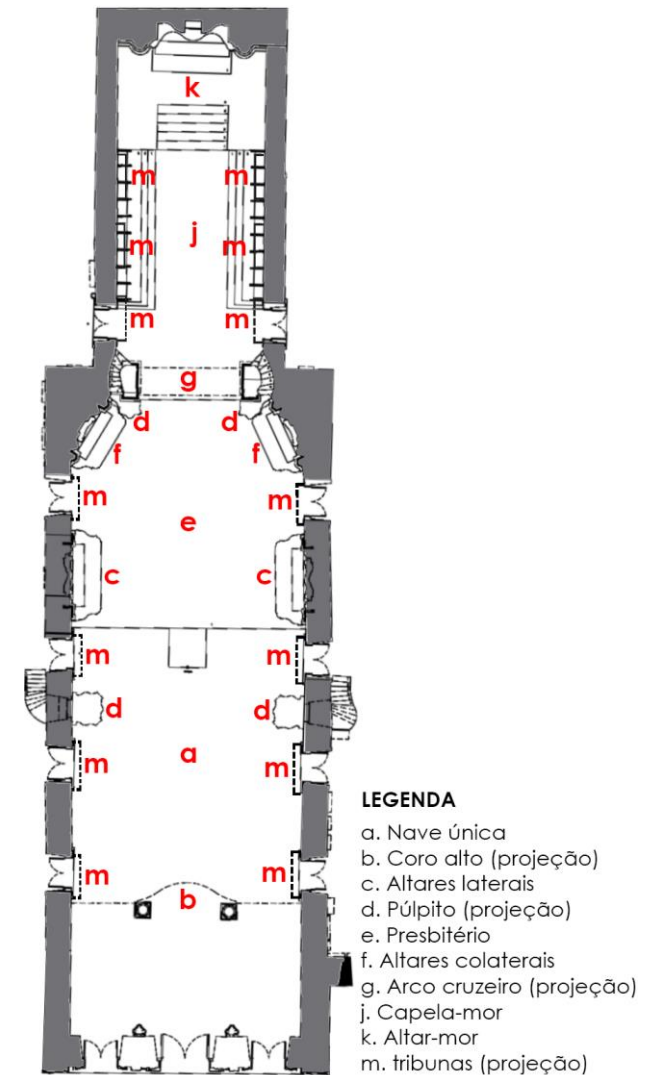 k
m m
j
m m
m m
g
d d
f f
m m
e
c c
m m
d d
a
m m
m m
b
LEGENDA
a. Nave única
b. Coro alto (projeção)
c. Altares laterais
d. Púlpito (projeção)
e. Presbitério
f. Altares colaterais
g. Arco cruzeiro (projeção)
j. Capela-mor
k. Altar-mor
m. tribunas (projeção)